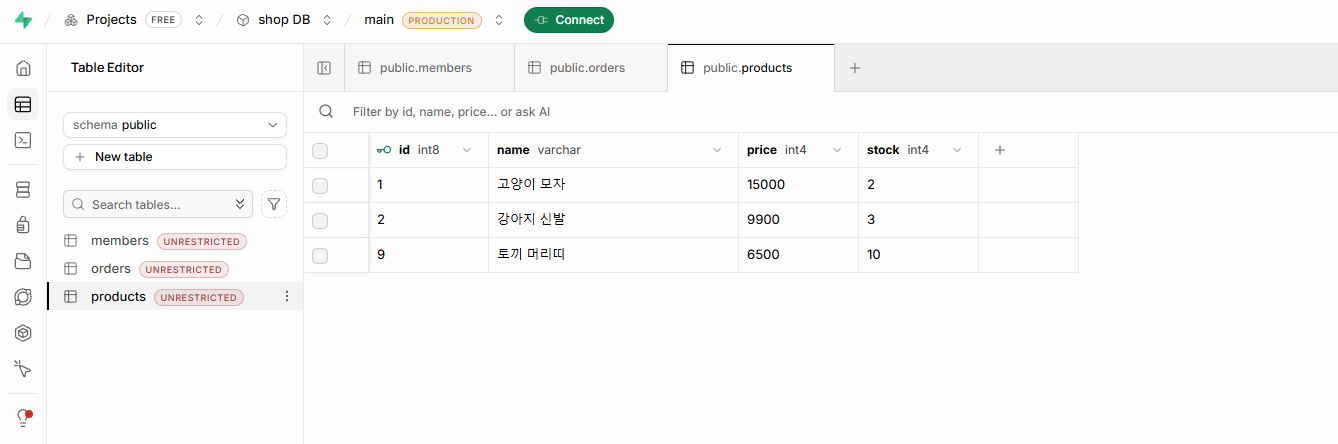 Projects FREE shop DB main PRODUCTION Connect
Table Editor
public.members public.orders public.products
schema public
Filter by id, name, price... or ask AI
New table
id int8 name varchar price int4 stock int4
Search tables...
1 고양이 모자 15000 2
2 강아지 신발 9900 3
9 토끼 머리띠 6500 10
members UNRESTRICTED
orders UNRESTRICTED
products UNRESTRICTED